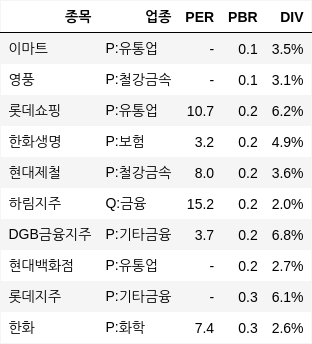 종목 업종 PER PBR DIV
이마트 P:유통업 - 0.1 3.5%
영풍 P:철강금속 - 0.1 3.1%
롯데쇼핑 P:유통업 10.7 0.2 6.2%
한화생명 P:보험 3.2 0.2 4.9%
현대제철 P:철강금속 8.0 0.2 3.6%
하림지주 Q:금융 15.2 0.2 2.0%
DGB금융지주 P:기타금융 3.7 0.2 6.8%
현대백화점 P:유통업 - 0.2 2.7%
롯데지주 P:기타금융 - 0.3 6.1%
한화 P:화학 7.4 0.3 2.6%